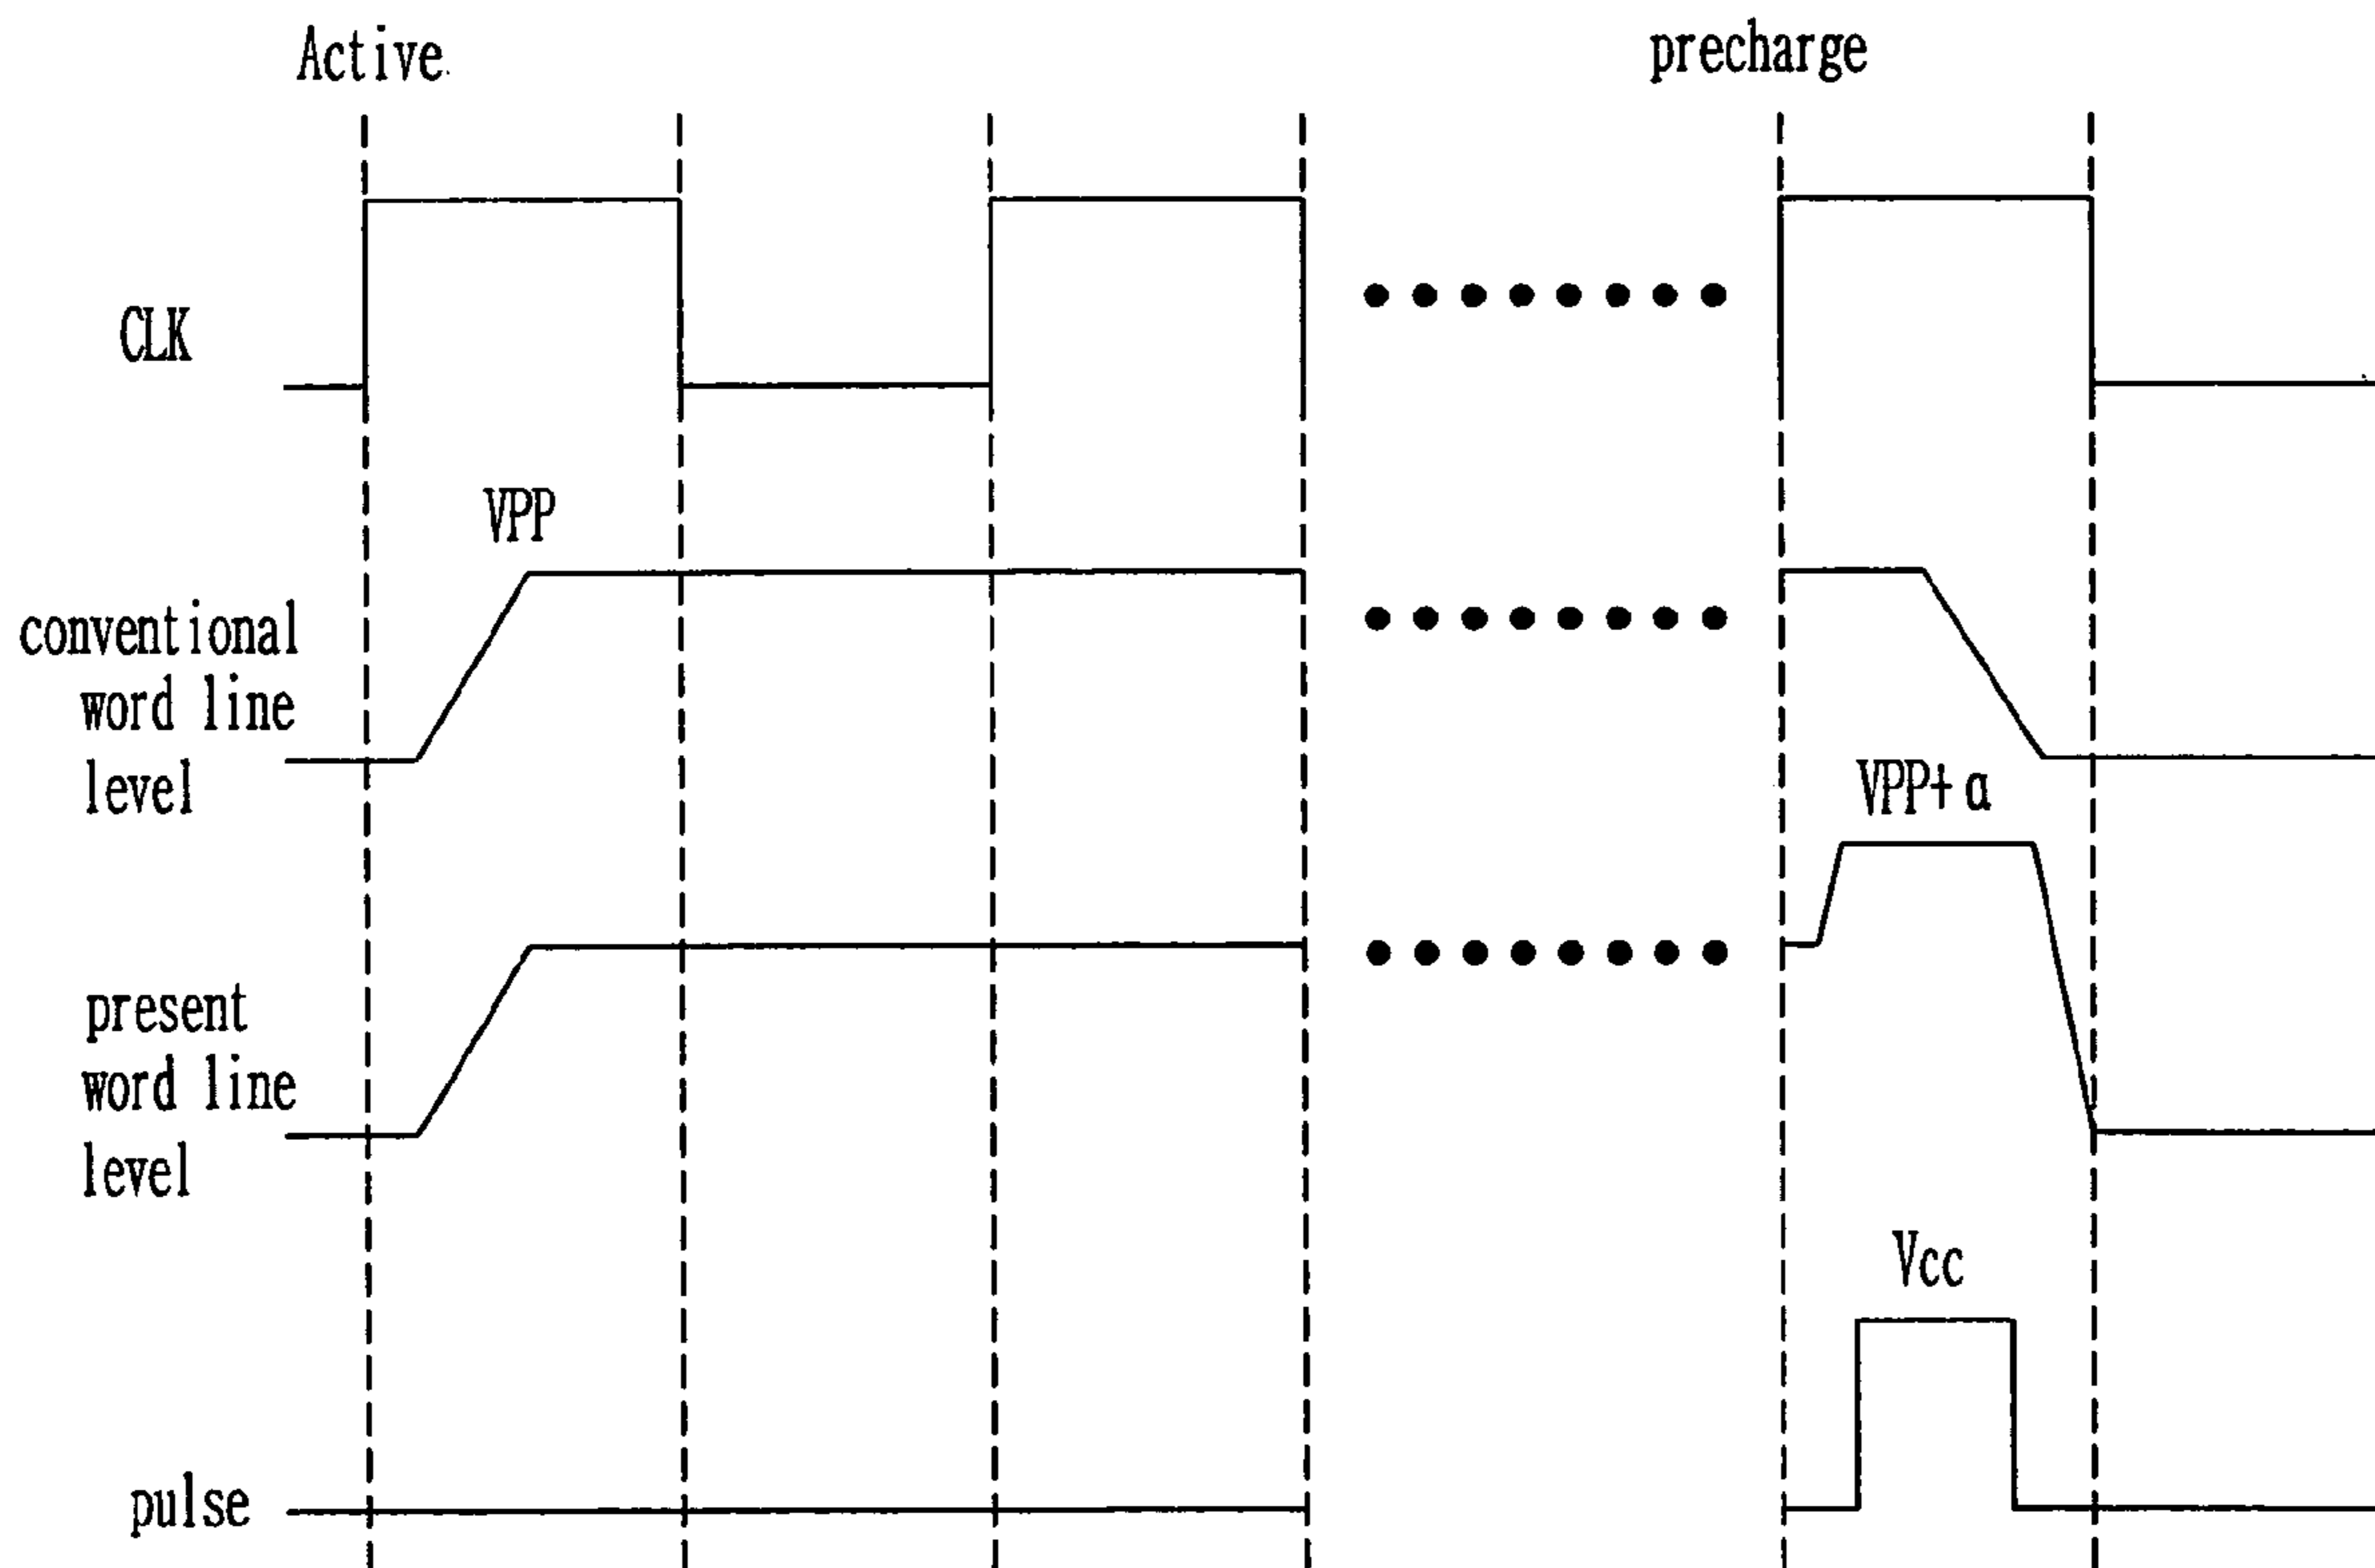 Active
precharge
CLK
VPP
conventional
word line
level
VPP+α
present
word line
level
Vcc
pulse